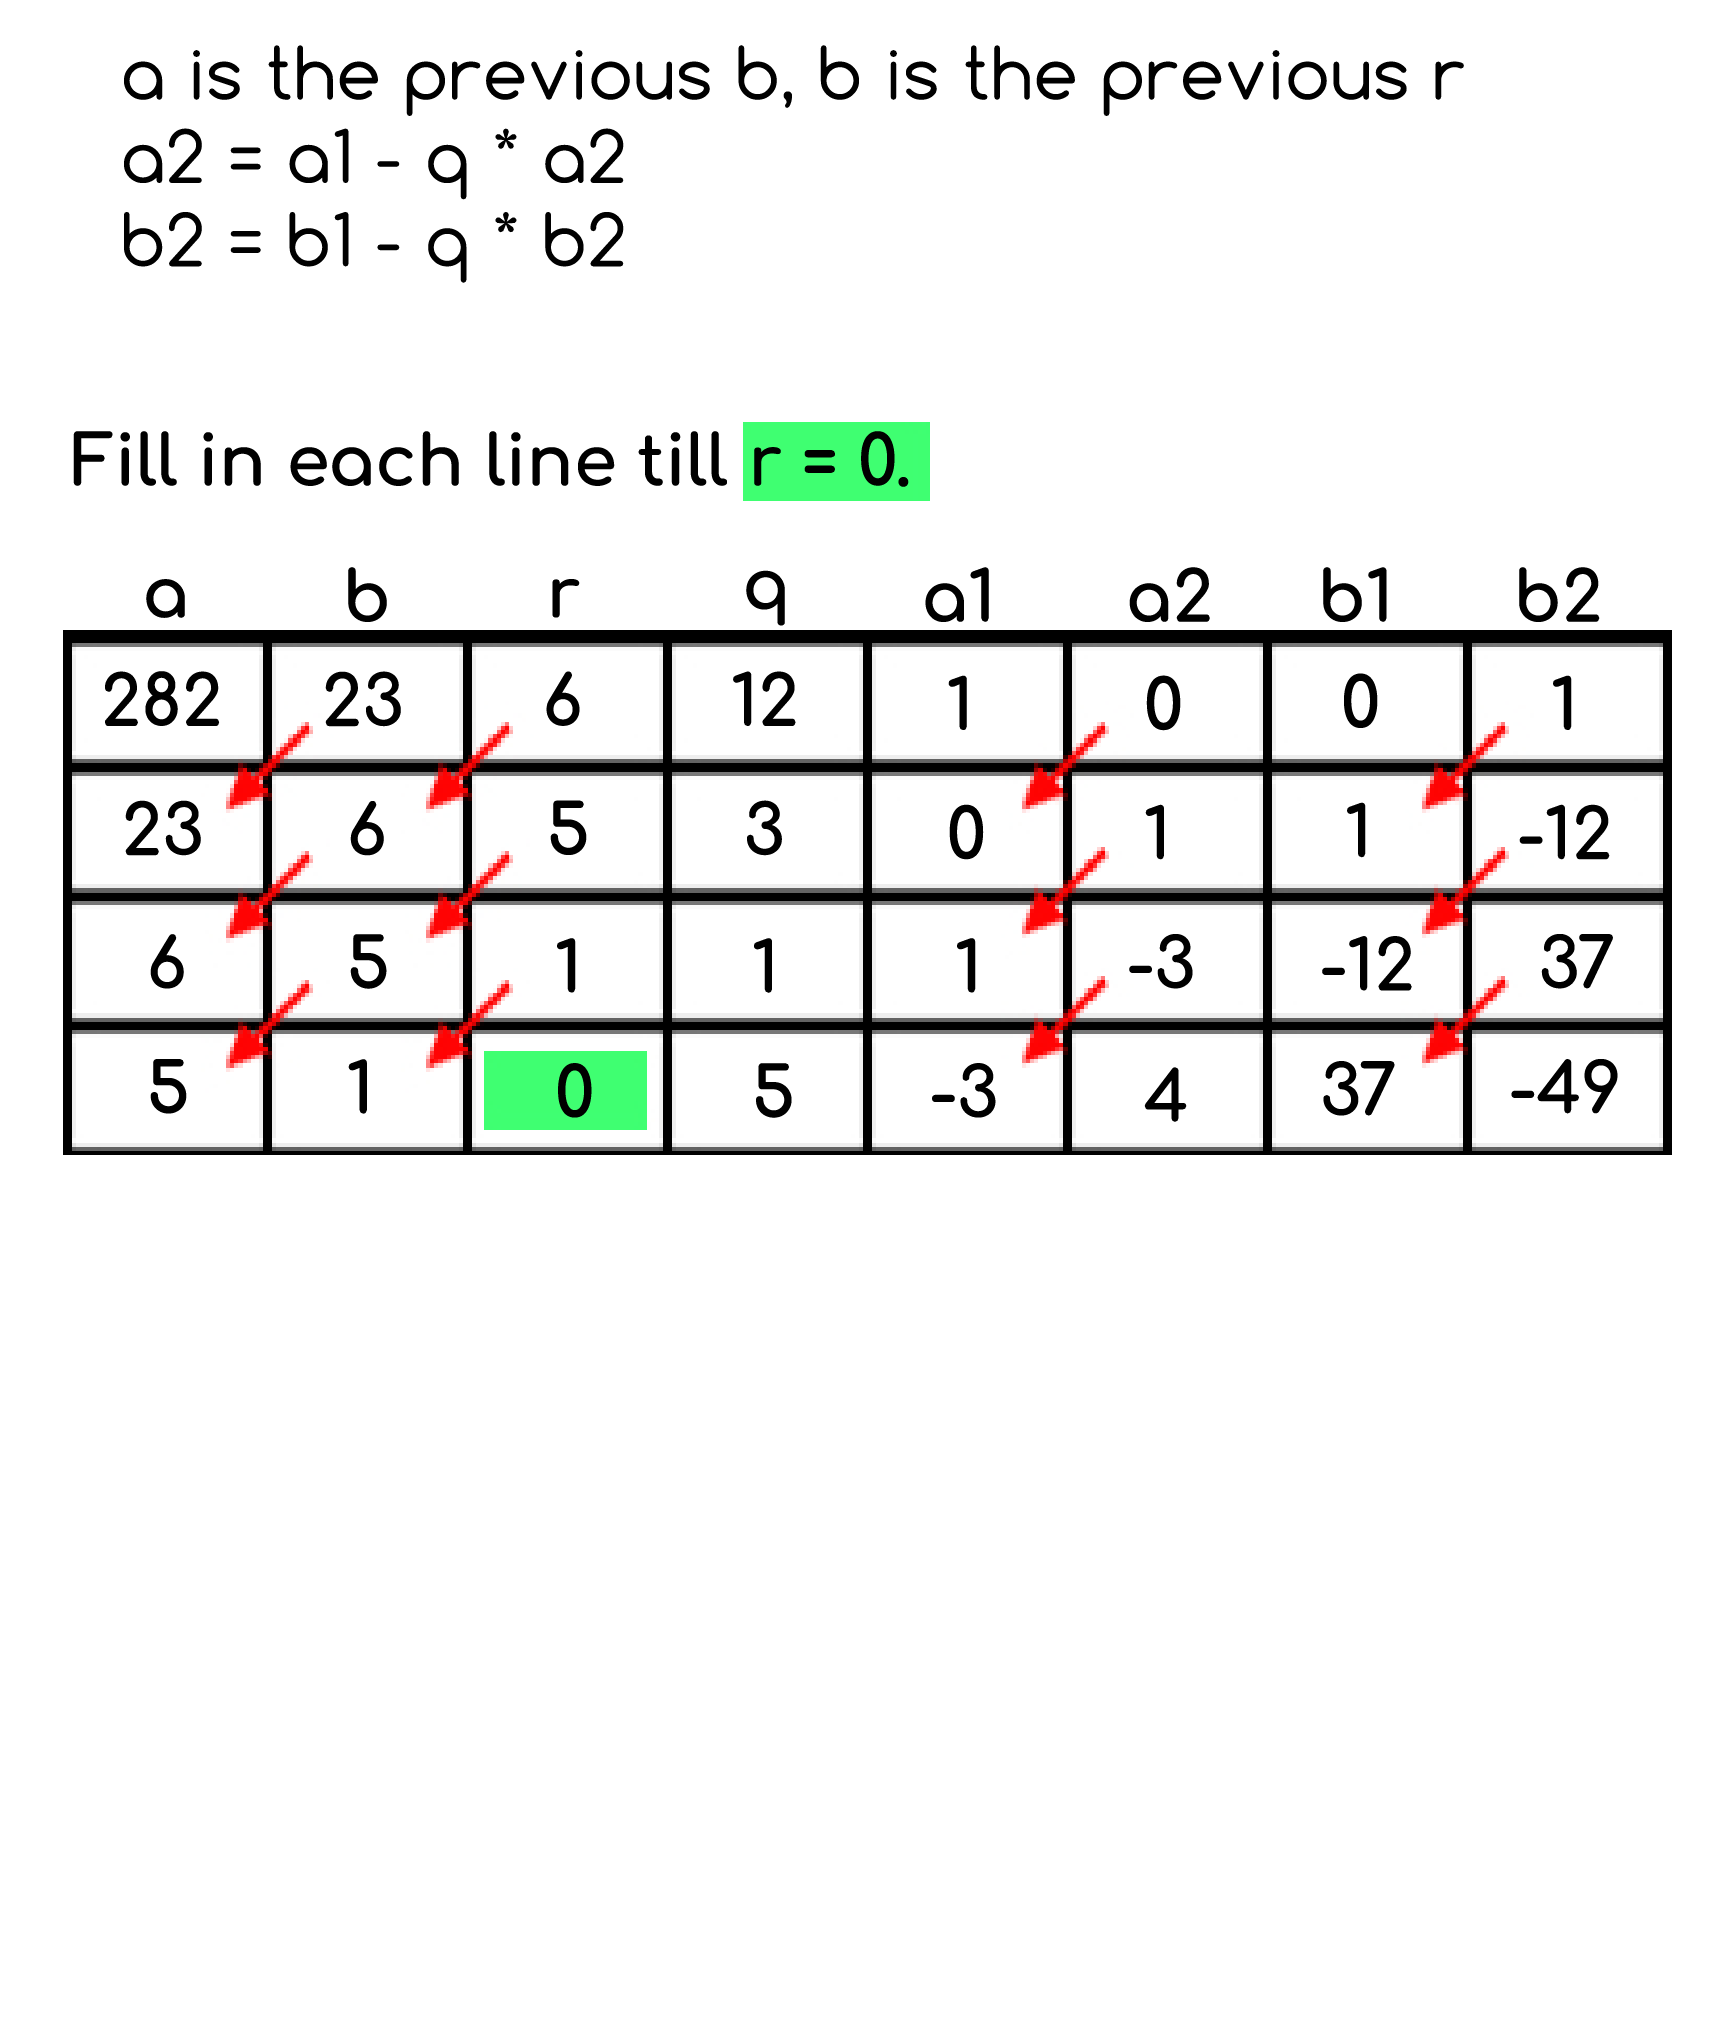 a is the previous b, b is the previous r
a2 = a1 - q * a2
b2 = b1 - q * b2
Fill in each line till r = 0.
a b r q a1 a2 b1 b2
282 23 6 12 1 0 0 1
23 6 5 3 0 1 1 -12
6 5 1 1 1 -3 -12 37
5 1 0 5 -3 4 37 -49